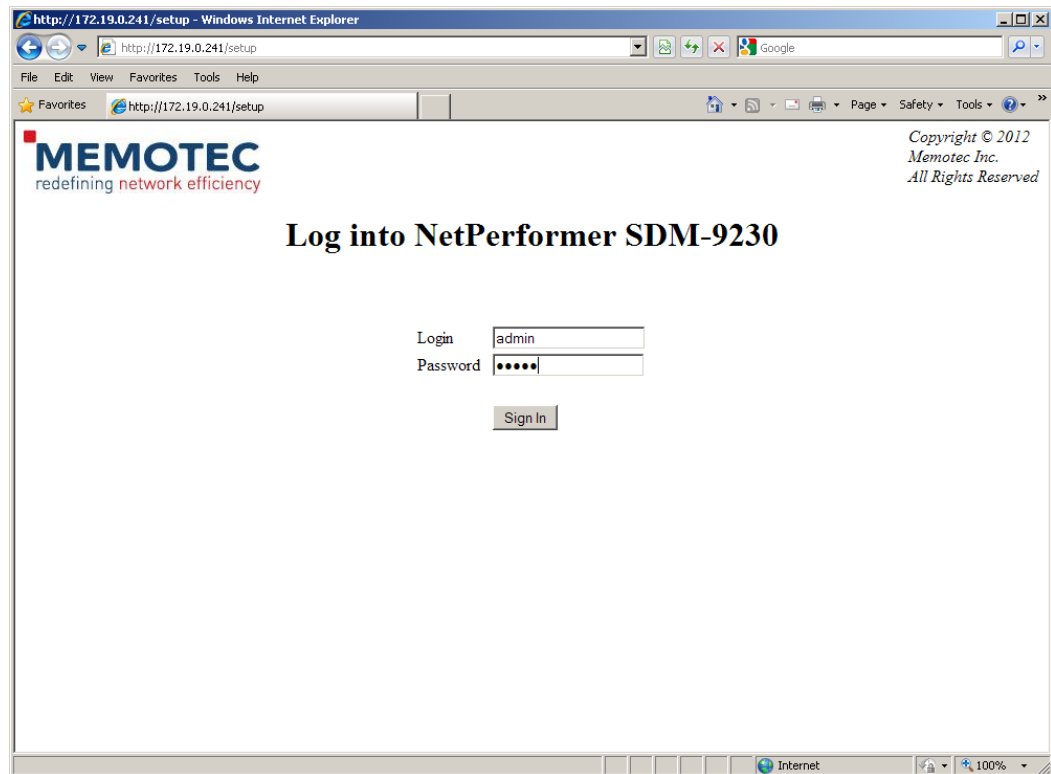 http://172.19.0.241/setup - Windows Internet Explorer
http://172.19.0.241/setup
Google
File Edit View Favorites Tools Help
Favorites http://172.19.0.241/setup Page Safety Tools »
MEMOTEC
redefining network efficiency
Copyright © 2012
Memotec Inc.
All Rights Reserved
Log into NetPerformer SDM-9230
Login admin
Password •••••
Sign In
Internet 100%